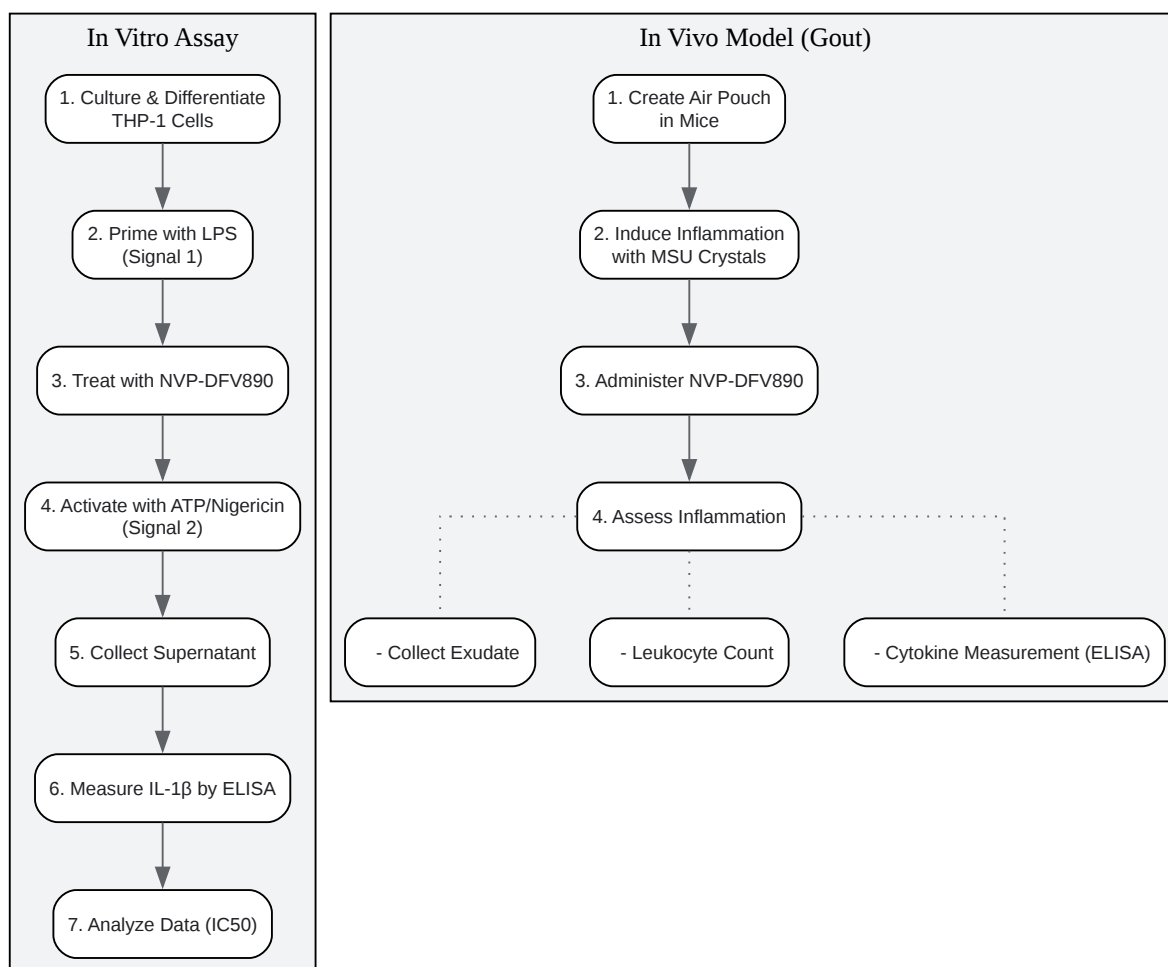 In Vitro Assay
1. Culture & Differentiate
THP-1 Cells
2. Prime with LPS
(Signal 1)
3. Treat with NVP-DFV890
4. Activate with ATP/Nigericin
(Signal 2)
5. Collect Supernatant
6. Measure IL-1β by ELISA
7. Analyze Data (IC50)
In Vivo Model (Gout)
1. Create Air Pouch
in Mice
2. Induce Inflammation
with MSU Crystals
3. Administer NVP-DFV890
4. Assess Inflammation
- Collect Exudate
- Leukocyte Count
- Cytokine Measurement (ELISA)